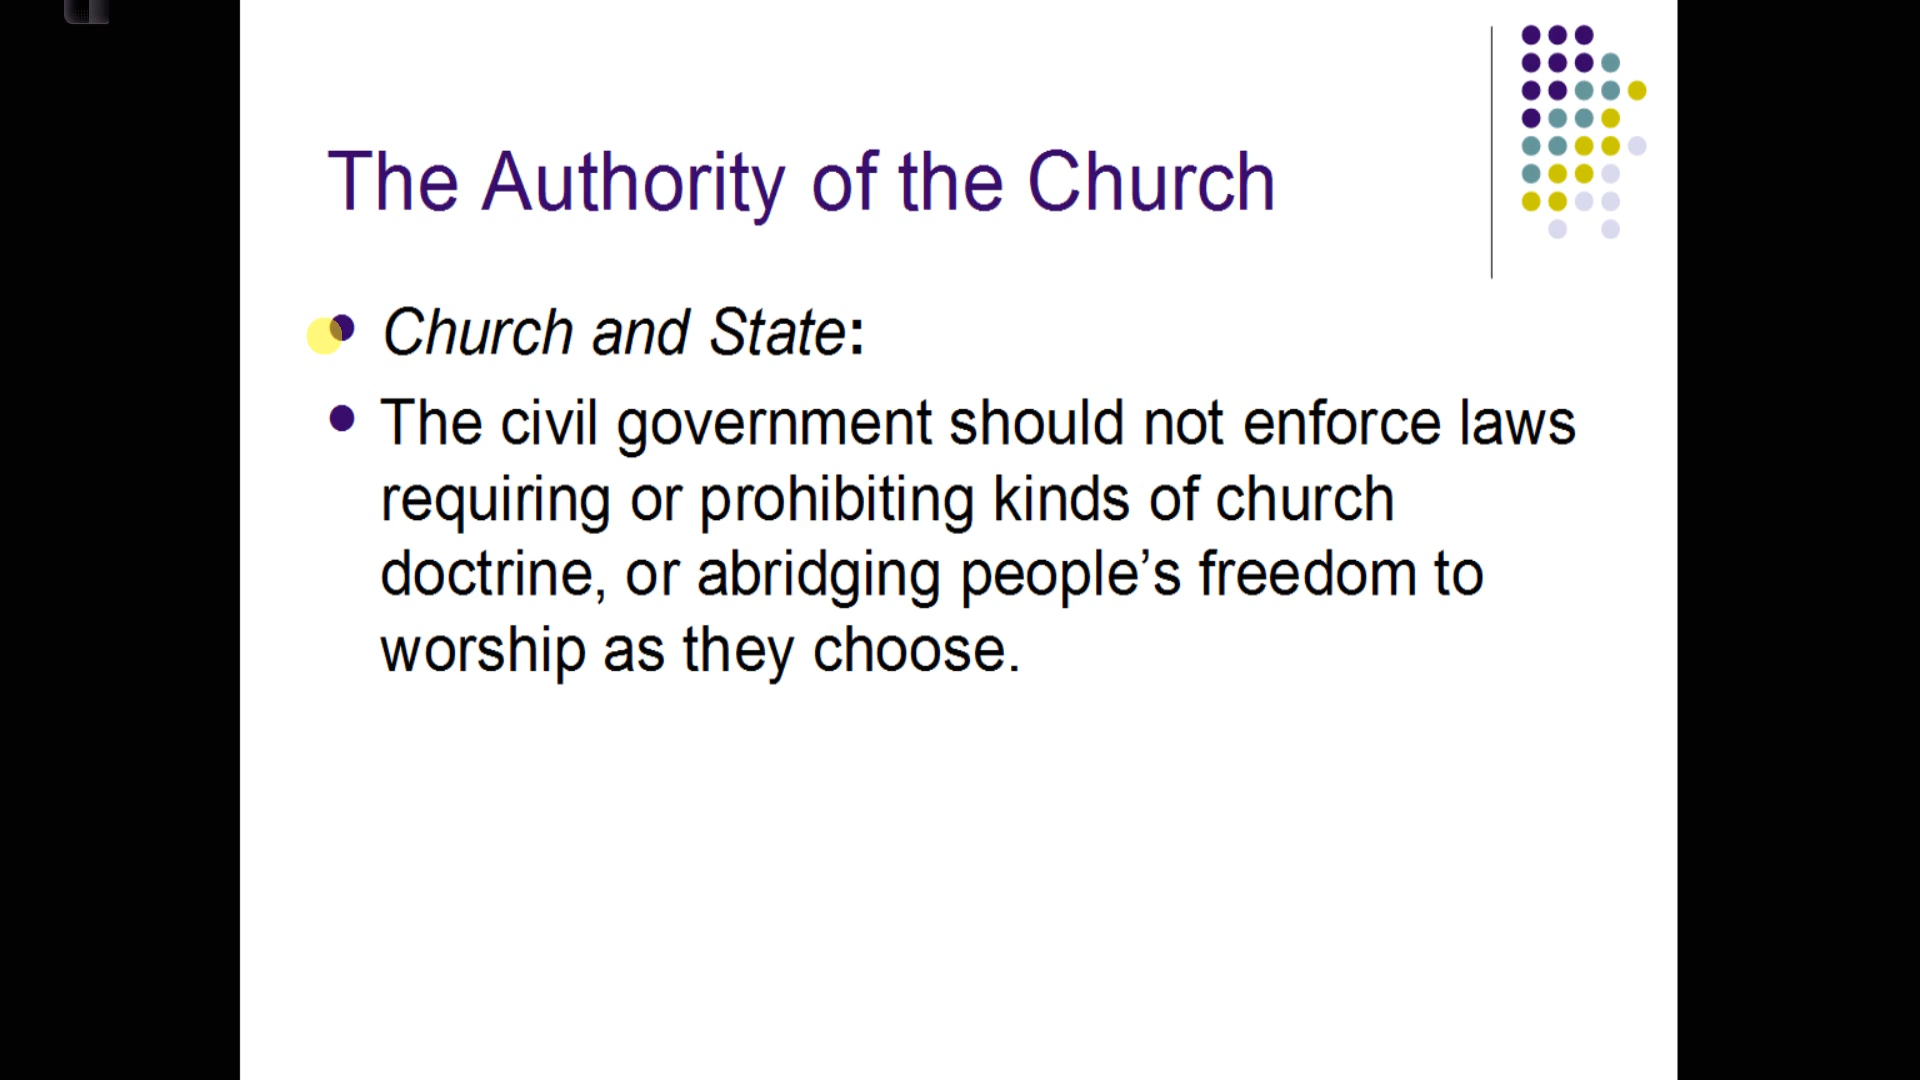 The Authority of the Church
Church and State:
The civil government should not enforce laws
requiring or prohibiting kinds of church
doctrine, or abridging people’s freedom to
worship as they choose.